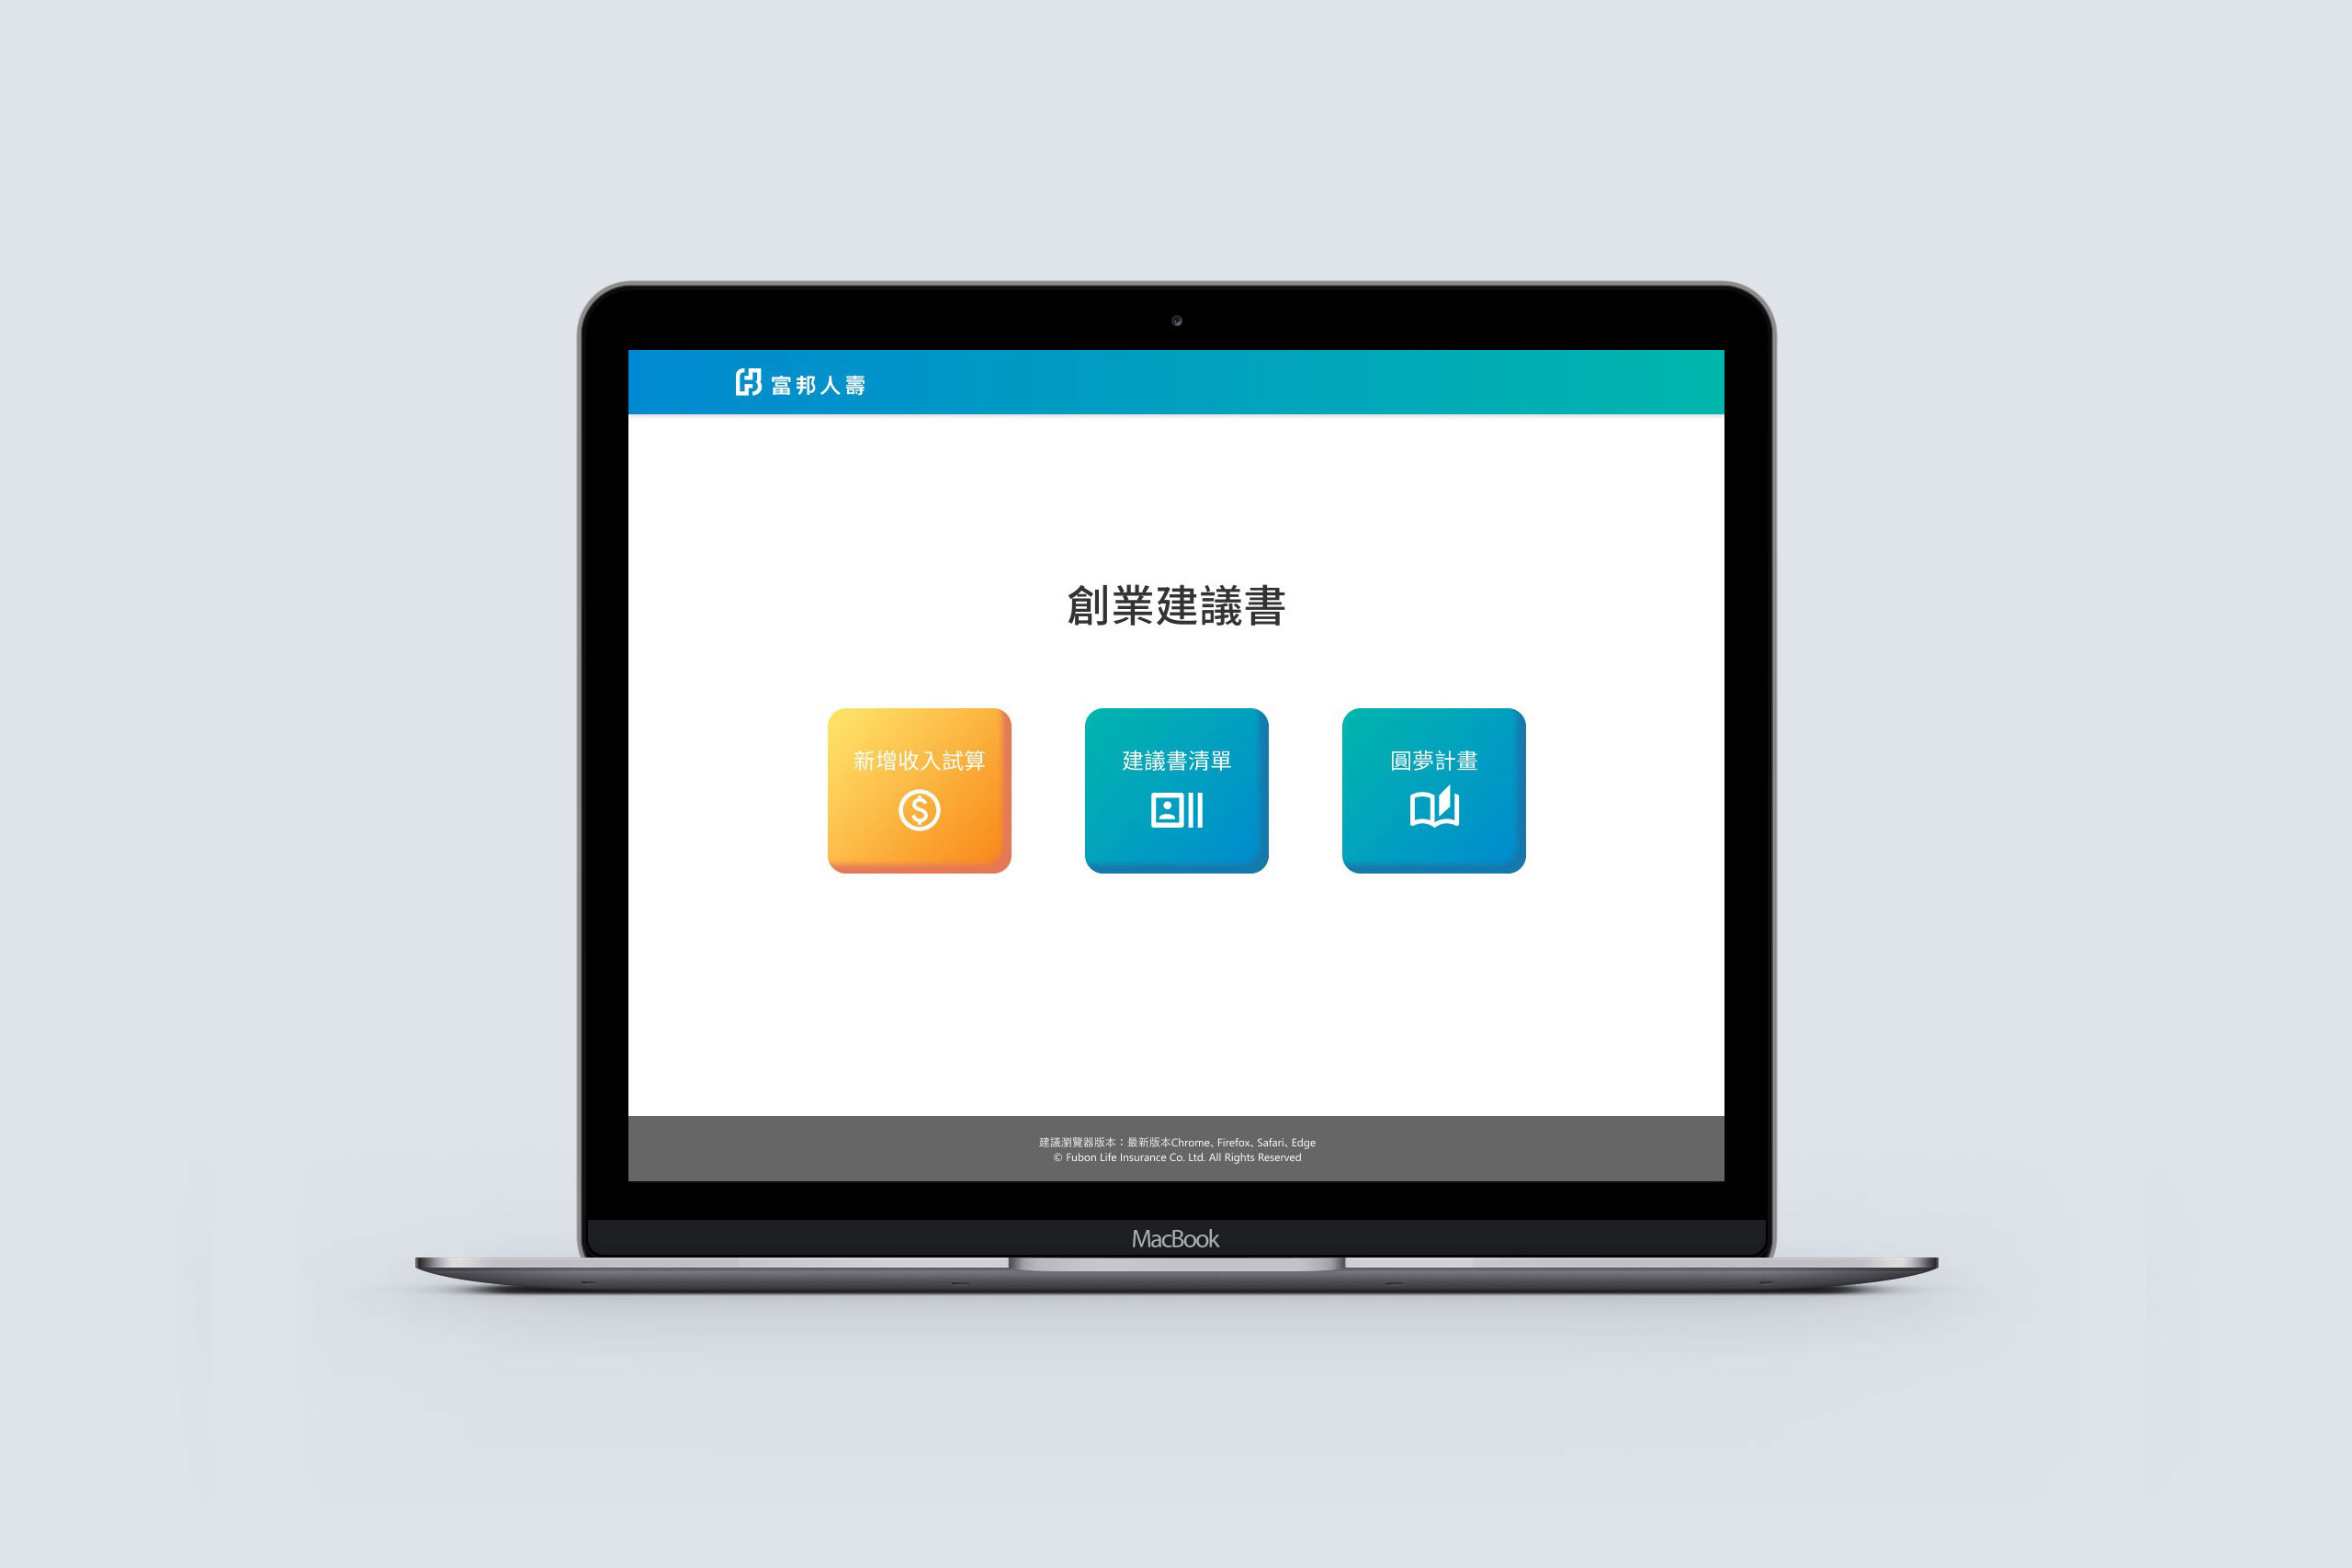 富邦人壽
創業建議書
新增收入試算
建議書清單
圓夢計畫
建議瀏覽器版本：最新版本Chrome、Firefox、Safari、Edge
© Fubon Life Insurance Co. Ltd. All Rights Reserved
MacBook